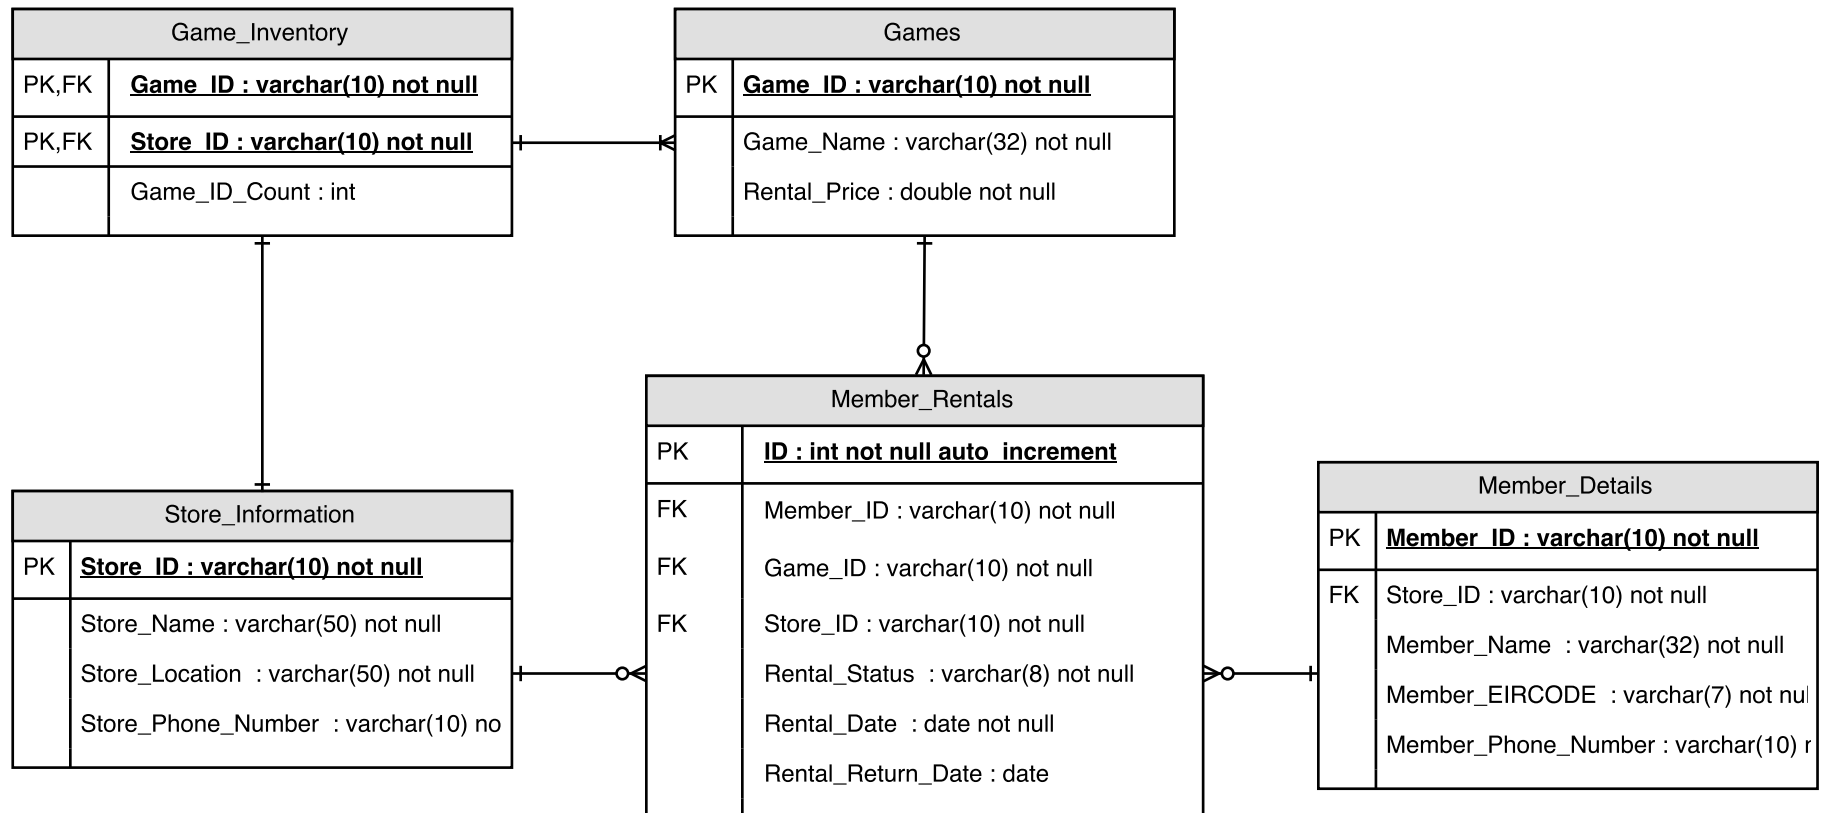 Game_Inventory
PK,FK Game_ID : varchar(10) not null
PK,FK Store_ID : varchar(10) not null
Game_ID_Count : int
Games
PK Game_ID : varchar(10) not null
Game_Name : varchar(32) not null
Rental_Price : double not null
Store_Information
PK Store_ID : varchar(10) not null
Store_Name : varchar(50) not null
Store_Location : varchar(50) not null
Store_Phone_Number : varchar(10) no
Member_Rentals
PK ID : int not null auto_increment
FK Member_ID : varchar(10) not null
FK Game_ID : varchar(10) not null
FK Store_ID : varchar(10) not null
Rental_Status : varchar(8) not null
Rental_Date : date not null
Rental_Return_Date : date
Member_Details
PK Member_ID : varchar(10) not null
FK Store_ID : varchar(10) not null
Member_Name : varchar(32) not null
Member_EIRCODE : varchar(7) not nul
Member_Phone_Number : varchar(10)